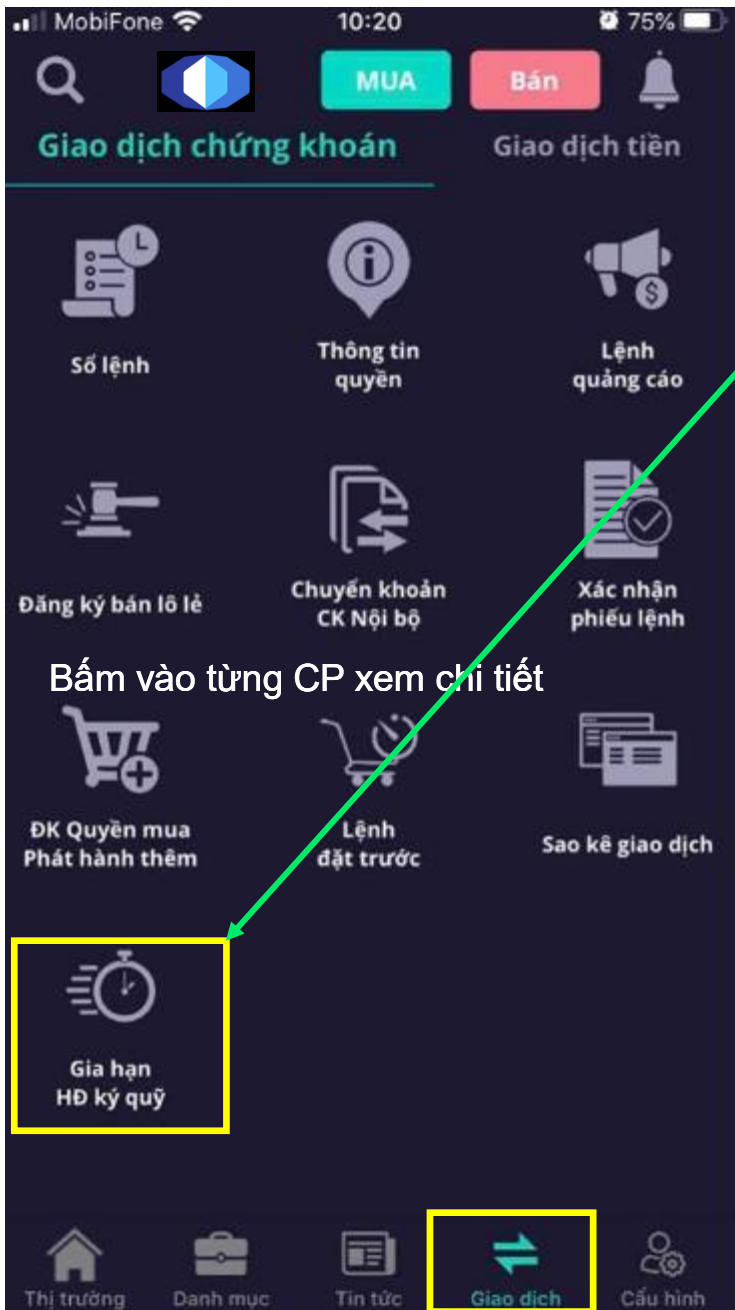 MobiFone 10:20 75%
MUA Bán
Giao dịch chứng khoán Giao dịch tiền
Sổ lệnh
Thông tin
quyền
Lệnh
quảng cáo
Đăng ký bán lô lẻ
Chuyển khoản
CK Nội bộ
Xác nhận
phiếu lệnh
Bấm vào từng CP xem chi tiết
ĐK Quyền mua
Phát hành thêm
Lệnh
đặt trước
Sao kê giao dịch
Gia hạn
HĐ ký quỹ
Thị trường Danh mục Tin tức Giao dịch Cấu hình